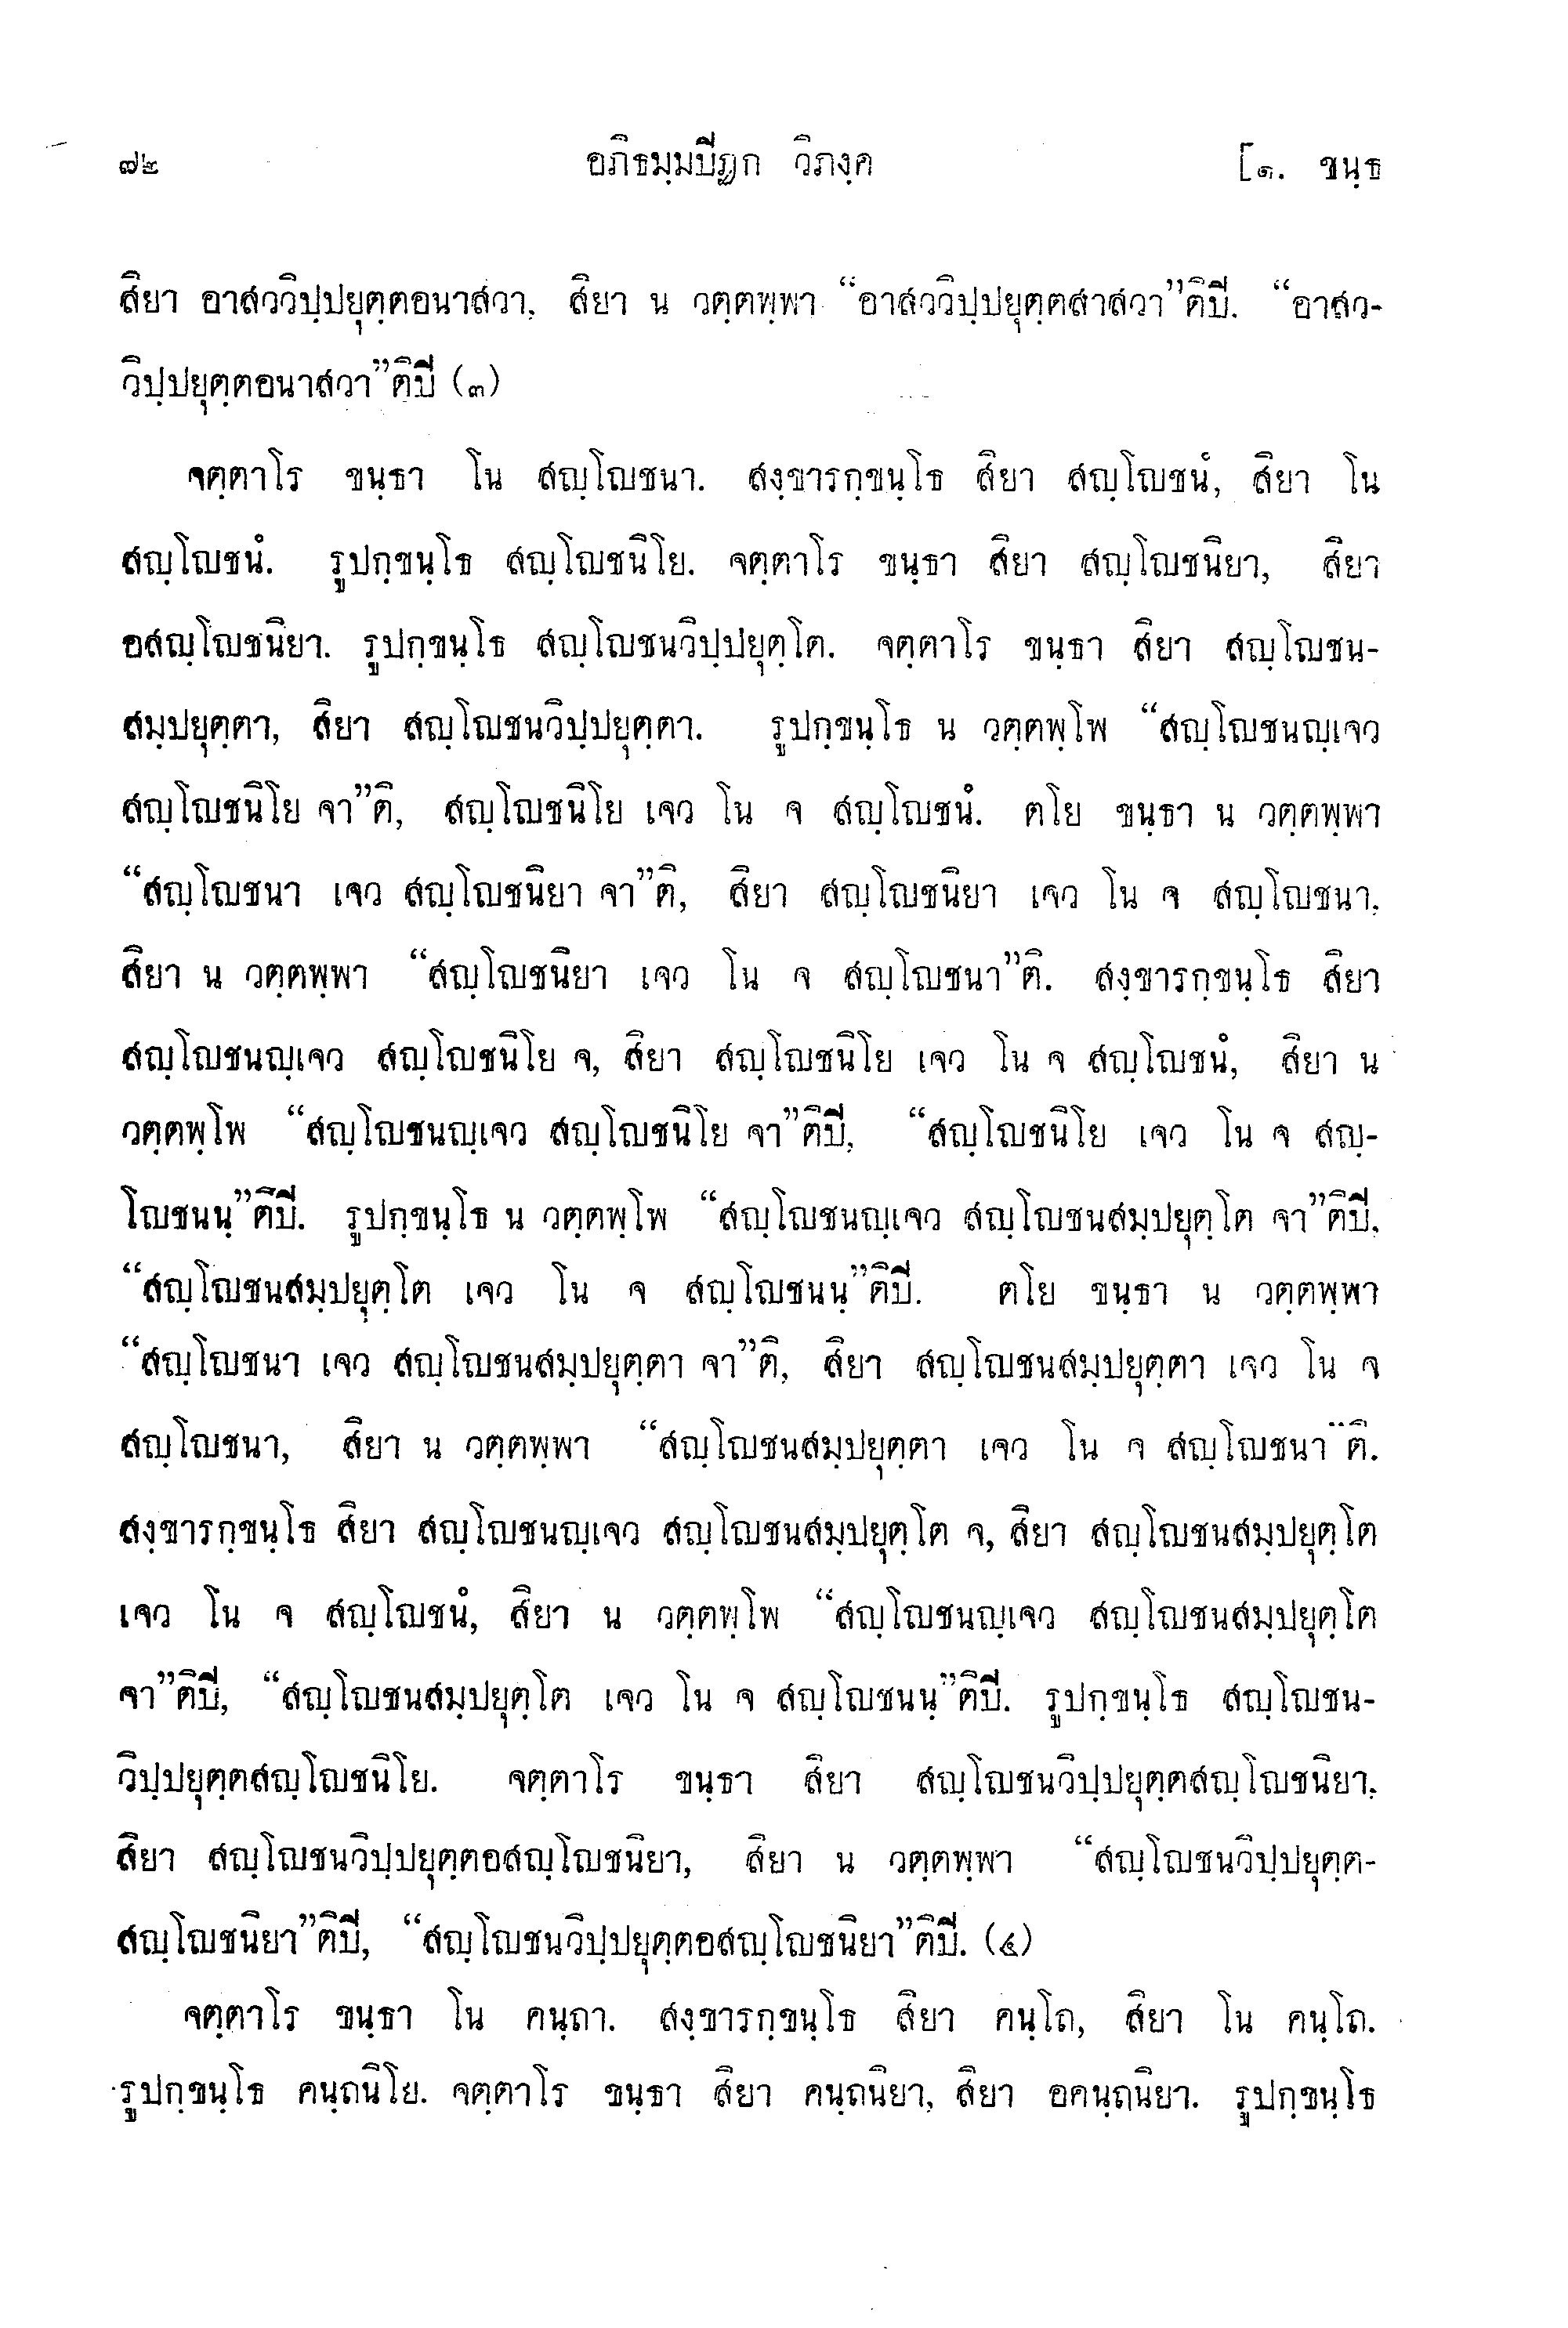 ๗๒ อภิธมฺมปีฏก วิภงฺค [๑. ขนฺธ
สิยา อาสววิปฺปยุตฺตอนาสวา, สิยา น วตฺตพฺพา “อาสววิปฺปยุตฺตสาสวา”ติปี. “อาสว-
วิปฺปยุตฺตอนาสวา”ติปี (๓)
จตฺตาโร ขนฺธา โน สญฺโญชนา. สงฺขารกฺขนฺโธ สิยา สญฺโญชนํ, สิยา โน
สญฺโญชนํ. รูปกฺขนฺโธ สญฺโญชนิโย. จตฺตาโร ขนฺธา สิยา สญฺโญชนิยา, สิยา
อสญฺโญชนิยา. รูปกฺขนฺโธ สญฺโญชนวิปฺปยุตฺโต. จตฺตาโร ขนฺธา สิยา สญฺโญชน-
สมฺปยุตฺตา, สิยา สญฺโญชนวิปฺปยุตฺตา. รูปกฺขนฺโธ น วตฺตพฺโพ “สญฺโญชนญฺเจว
สญฺโญชนิโย จา”ติ, สญฺโญชนิโย เจว โน จ สญฺโญชนํ. ตโย ขนฺธา น วตฺตพฺพา
“สญฺโญชนา เจว สญฺโญชนิยา จา”ติ, สิยา สญฺโญชนิยา เจว โน จ สญฺโญชนา,
สิยา น วตฺตพฺพา “สญฺโญชนิยา เจว โน จ สญฺโญชนา”ติ. สงฺขารกฺขนฺโธ สิยา
สญฺโญชนญฺเจว สญฺโญชนิโย จ, สิยา สญฺโญชนิโย เจว โน จ สญฺโญชนํ, สิยา น
วตฺตพฺโพ “สญฺโญชนญฺเจว สญฺโญชนิโย จา”ติปี, “สญฺโญชนิโย เจว โน จ สญฺ-
โญชนนฺ”ติปี. รูปกฺขนฺโธ น วตฺตพฺโพ “สญฺโญชนญฺเจว สญฺโญชนสมฺปยุตฺโต จา”ติปี,
“สญฺโญชนสมฺปยุตฺโต เจว โน จ สญฺโญชนนฺ”ติปี. ตโย ขนฺธา น วตฺตพฺพา
“สญฺโญชนา เจว สญฺโญชนสมฺปยุตฺตา จา”ติ, สิยา สญฺโญชนสมฺปยุตฺตา เจว โน จ
สญฺโญชนา, สิยา น วตฺตพฺพา “สญฺโญชนสมฺปยุตฺตา เจว โน จ สญฺโญชนา”ติ.
สงฺขารกฺขนฺโธ สิยา สญฺโญชนญฺเจว สญฺโญชนสมฺปยุตฺโต จ, สิยา สญฺโญชนสมฺปยุตฺโต
เจว โน จ สญฺโญชนํ, สิยา น วตฺตพฺโพ “สญฺโญชนญฺเจว สญฺโญชนสมฺปยุตฺโต
จา”ติปี, “สญฺโญชนสมฺปยุตฺโต เจว โน จ สญฺโญชนนฺ”ติปี. รูปกฺขนฺโธ สญฺโญชน-
วิปฺปยุตฺตสญฺโญชนิโย. จตฺตาโร ขนฺธา สิยา สญฺโญชนวิปฺปยุตฺตสญฺโญชนิยา,
สิยา สญฺโญชนวิปฺปยุตฺตอสญฺโญชนิยา, สิยา น วตฺตพฺพา “สญฺโญชนวิปฺปยุตฺต-
สญฺโญชนิยา”ติปี, “สญฺโญชนวิปฺปยุตฺตอสญฺโญชนิยา”ติปี. (๔)
จตฺตาโร ขนฺธา โน คนฺถา. สงฺขารกฺขนฺโธ สิยา คนฺโถ, สิยา โน คนฺโถ.
รูปกฺขนฺโธ คนฺถนิโย. จตฺตาโร ขนฺธา สิยา คนฺถนิยา, สิยา อคนฺถนิยา. รูปกฺขนฺโธ